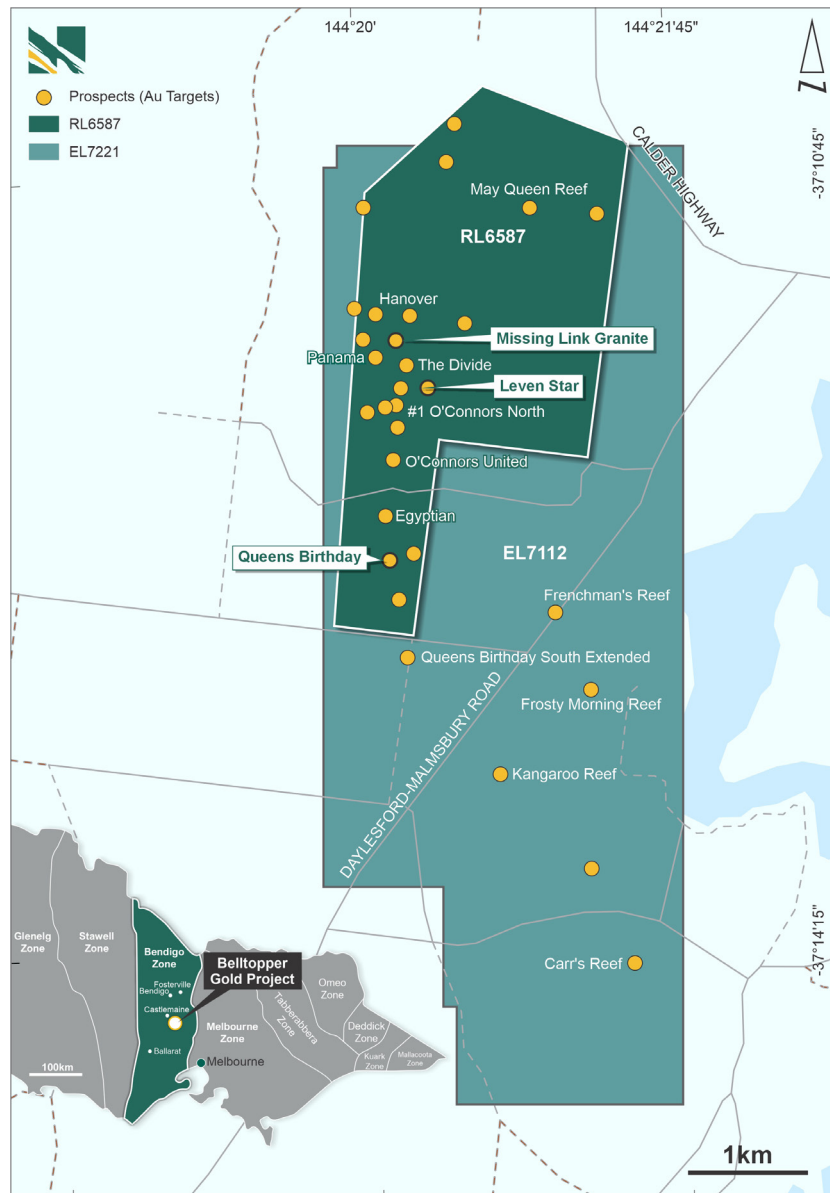 144°20'
144°21'45"
Prospects (Au Targets)
RL6587
EL7221
N
CALDER HIGHWAY
-37°10'45"
May Queen Reef
RL6587
Hanover
Missing Link Granite
Panama
The Divide
Leven Star
#1 O'Connors North
O'Connors United
Egyptian
Queens Birthday
EL7112
Frenchman's Reef
Queens Birthday South Extended
Frosty Morning Reef
DAYLESFORD-MALMSBURY ROAD
Kangaroo Reef
-37°14'15"
Carr's Reef
Glenelg
Zone
Stawell
Zone
Bendigo
Zone
Fosterville
Bendigo
Castlemaine
Ballarat
Belltopper
Gold Project
Melbourne
Zone
Melbourne
Tabberabbera
Zone
Omeo
Zone
Deddick
Zone
Kuark
Zone
Mallacoota
Zone
100km
1km